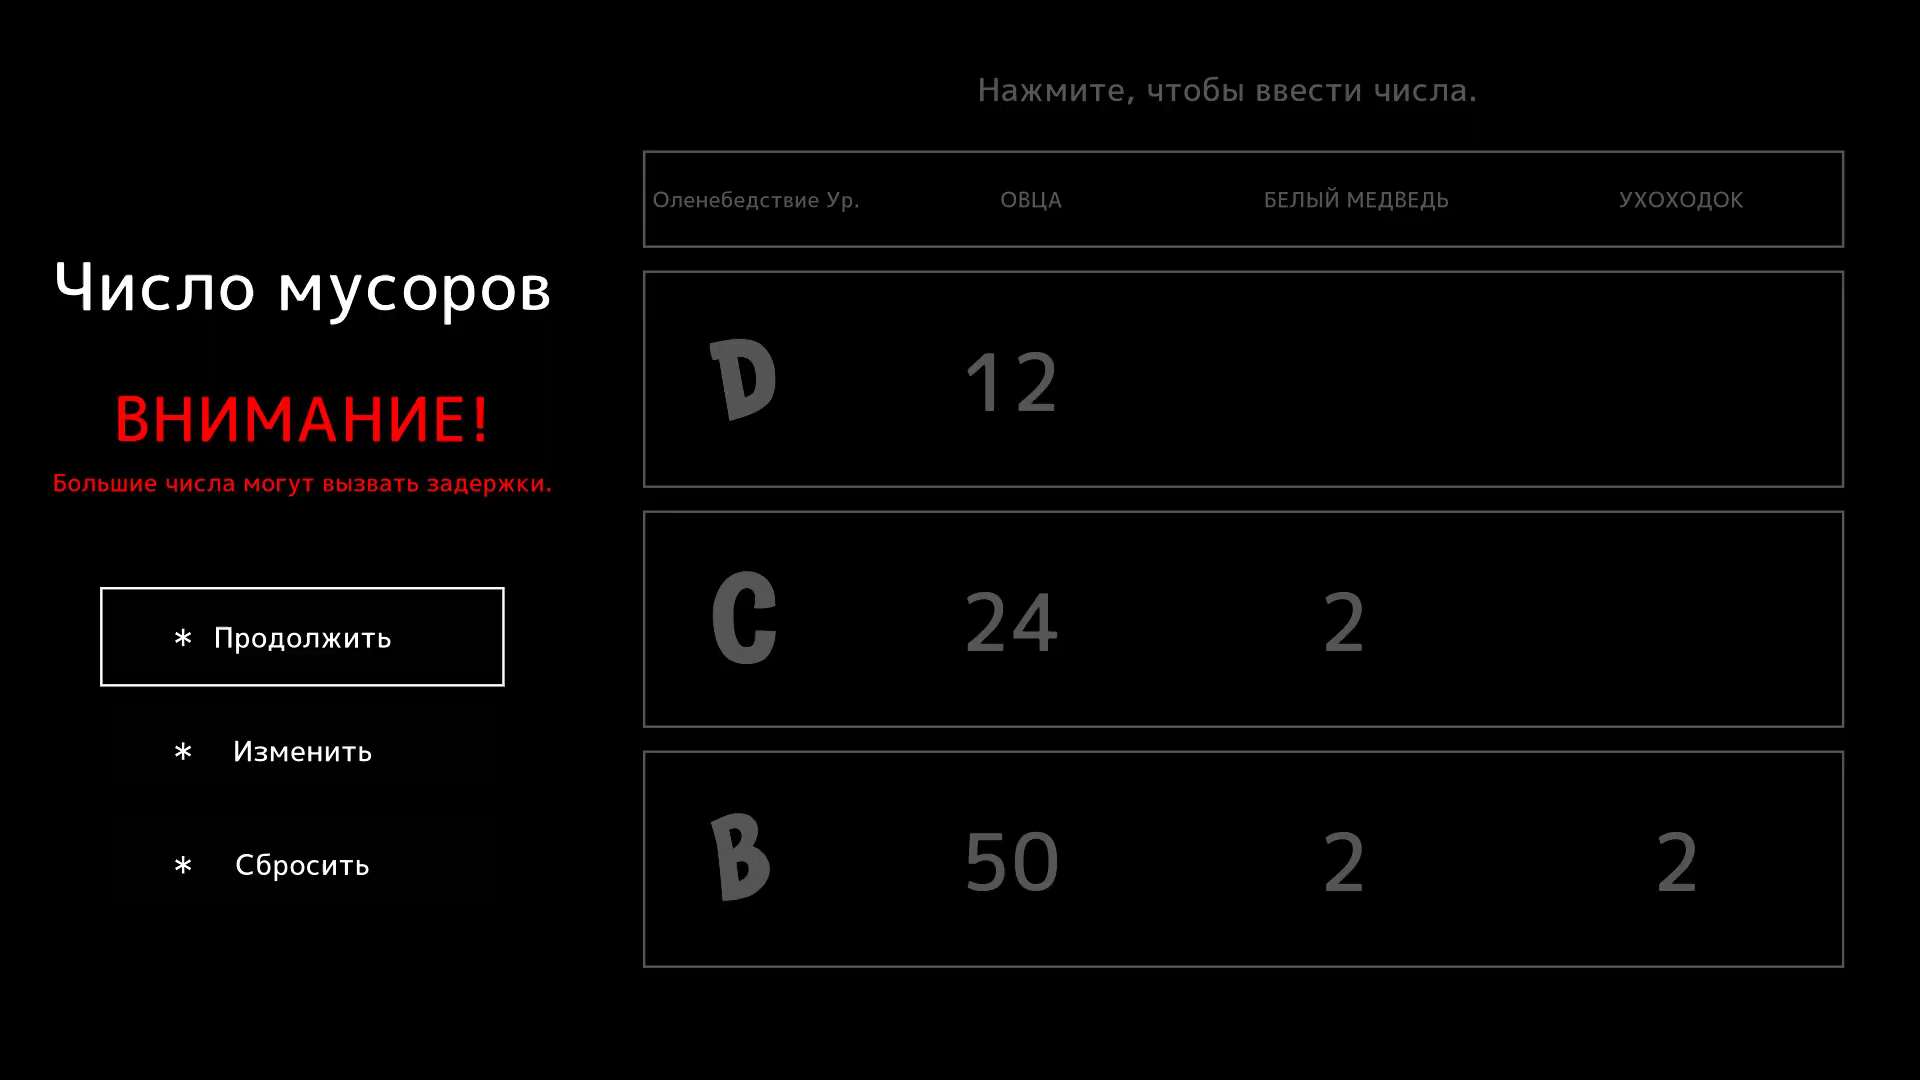 Нажмите, чтобы ввести числа.
Оленебедствие Ур. ОВЦА БЕЛЫЙ МЕДВЕДЬ УХОХОДОК
Число мусоров
ВНИМАНИЕ!
Большие числа могут вызвать задержки.
D 12
C 24 2
B 50 2 2
* Продолжить
* Изменить
* Сбросить